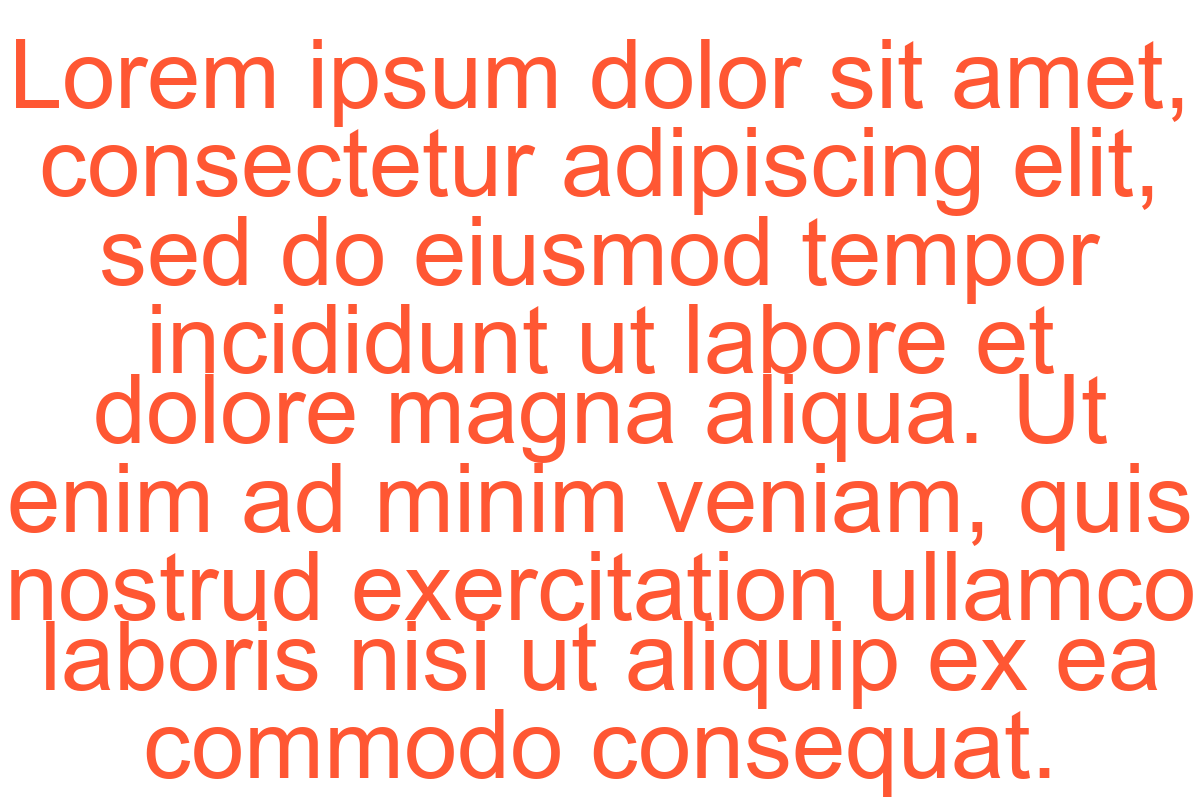 Lorem ipsum dolor sit amet,
consectetur adipiscing elit,
sed do eiusmod tempor
incididunt ut labore et
dolore magna aliqua. Ut
enim ad minim veniam, quis
nostrud exercitation ullamco
laboris nisi ut aliquip ex ea
commodo consequat.